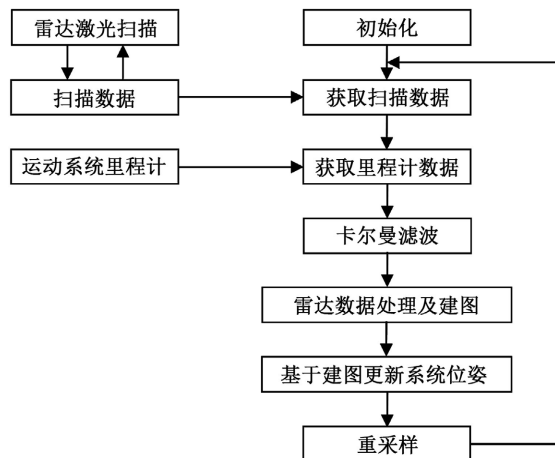 雷达激光扫描
初始化
扫描数据
获取扫描数据
运动系统里程计
获取里程计数据
卡尔曼滤波
雷达数据处理及建图
基于建图更新系统位姿
重采样